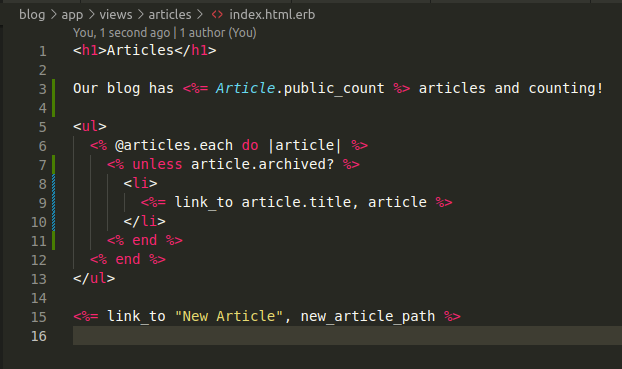 blog > app > views > articles > <> index.html.erb
You, 1 second ago | 1 author (You)
1 <h1>Articles</h1>
2
3 Our blog has <%= Article.public_count %> articles and counting!
4
5 <ul>
6   <% @articles.each do |article| %>
7     <% unless article.archived? %>
8       <li>
9         <%= link_to article.title, article %>
10       </li>
11     <% end %>
12   <% end %>
13 </ul>
14
15 <%= link_to "New Article", new_article_path %>
16